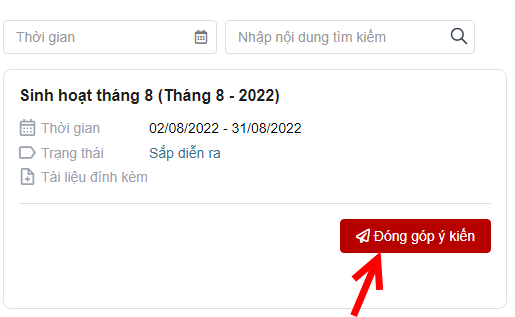 Thời gian
Nhập nội dung tìm kiếm
Sinh hoạt tháng 8 (Tháng 8 - 2022)
Thời gian 02/08/2022 - 31/08/2022
Trạng thái Sắp diễn ra
Tài liệu đính kèm
Đóng góp ý kiến